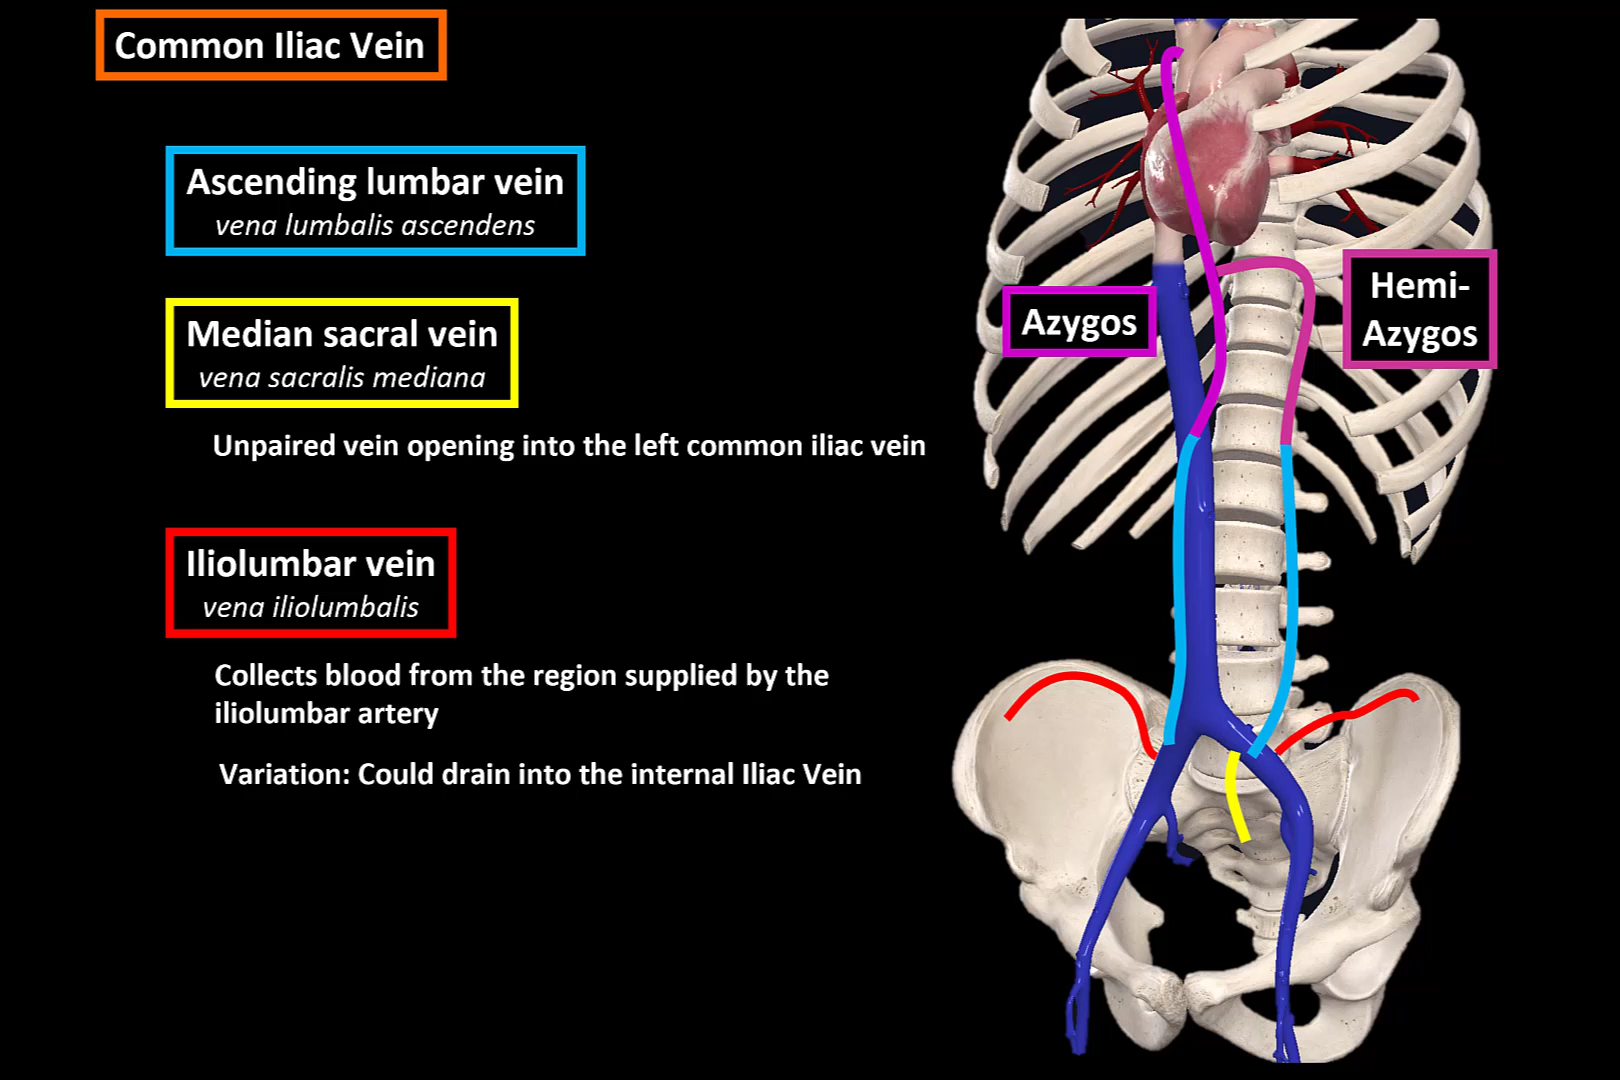 Common Iliac Vein
Ascending lumbar vein
vena lumbalis ascendens
Median sacral vein
vena sacralis mediana
Unpaired vein opening into the left common iliac vein
Iliolumbar vein
vena iliolumbalis
Collects blood from the region supplied by the
iliolumbar artery
Variation: Could drain into the internal Iliac Vein
Azygos
Hemi-
Azygos